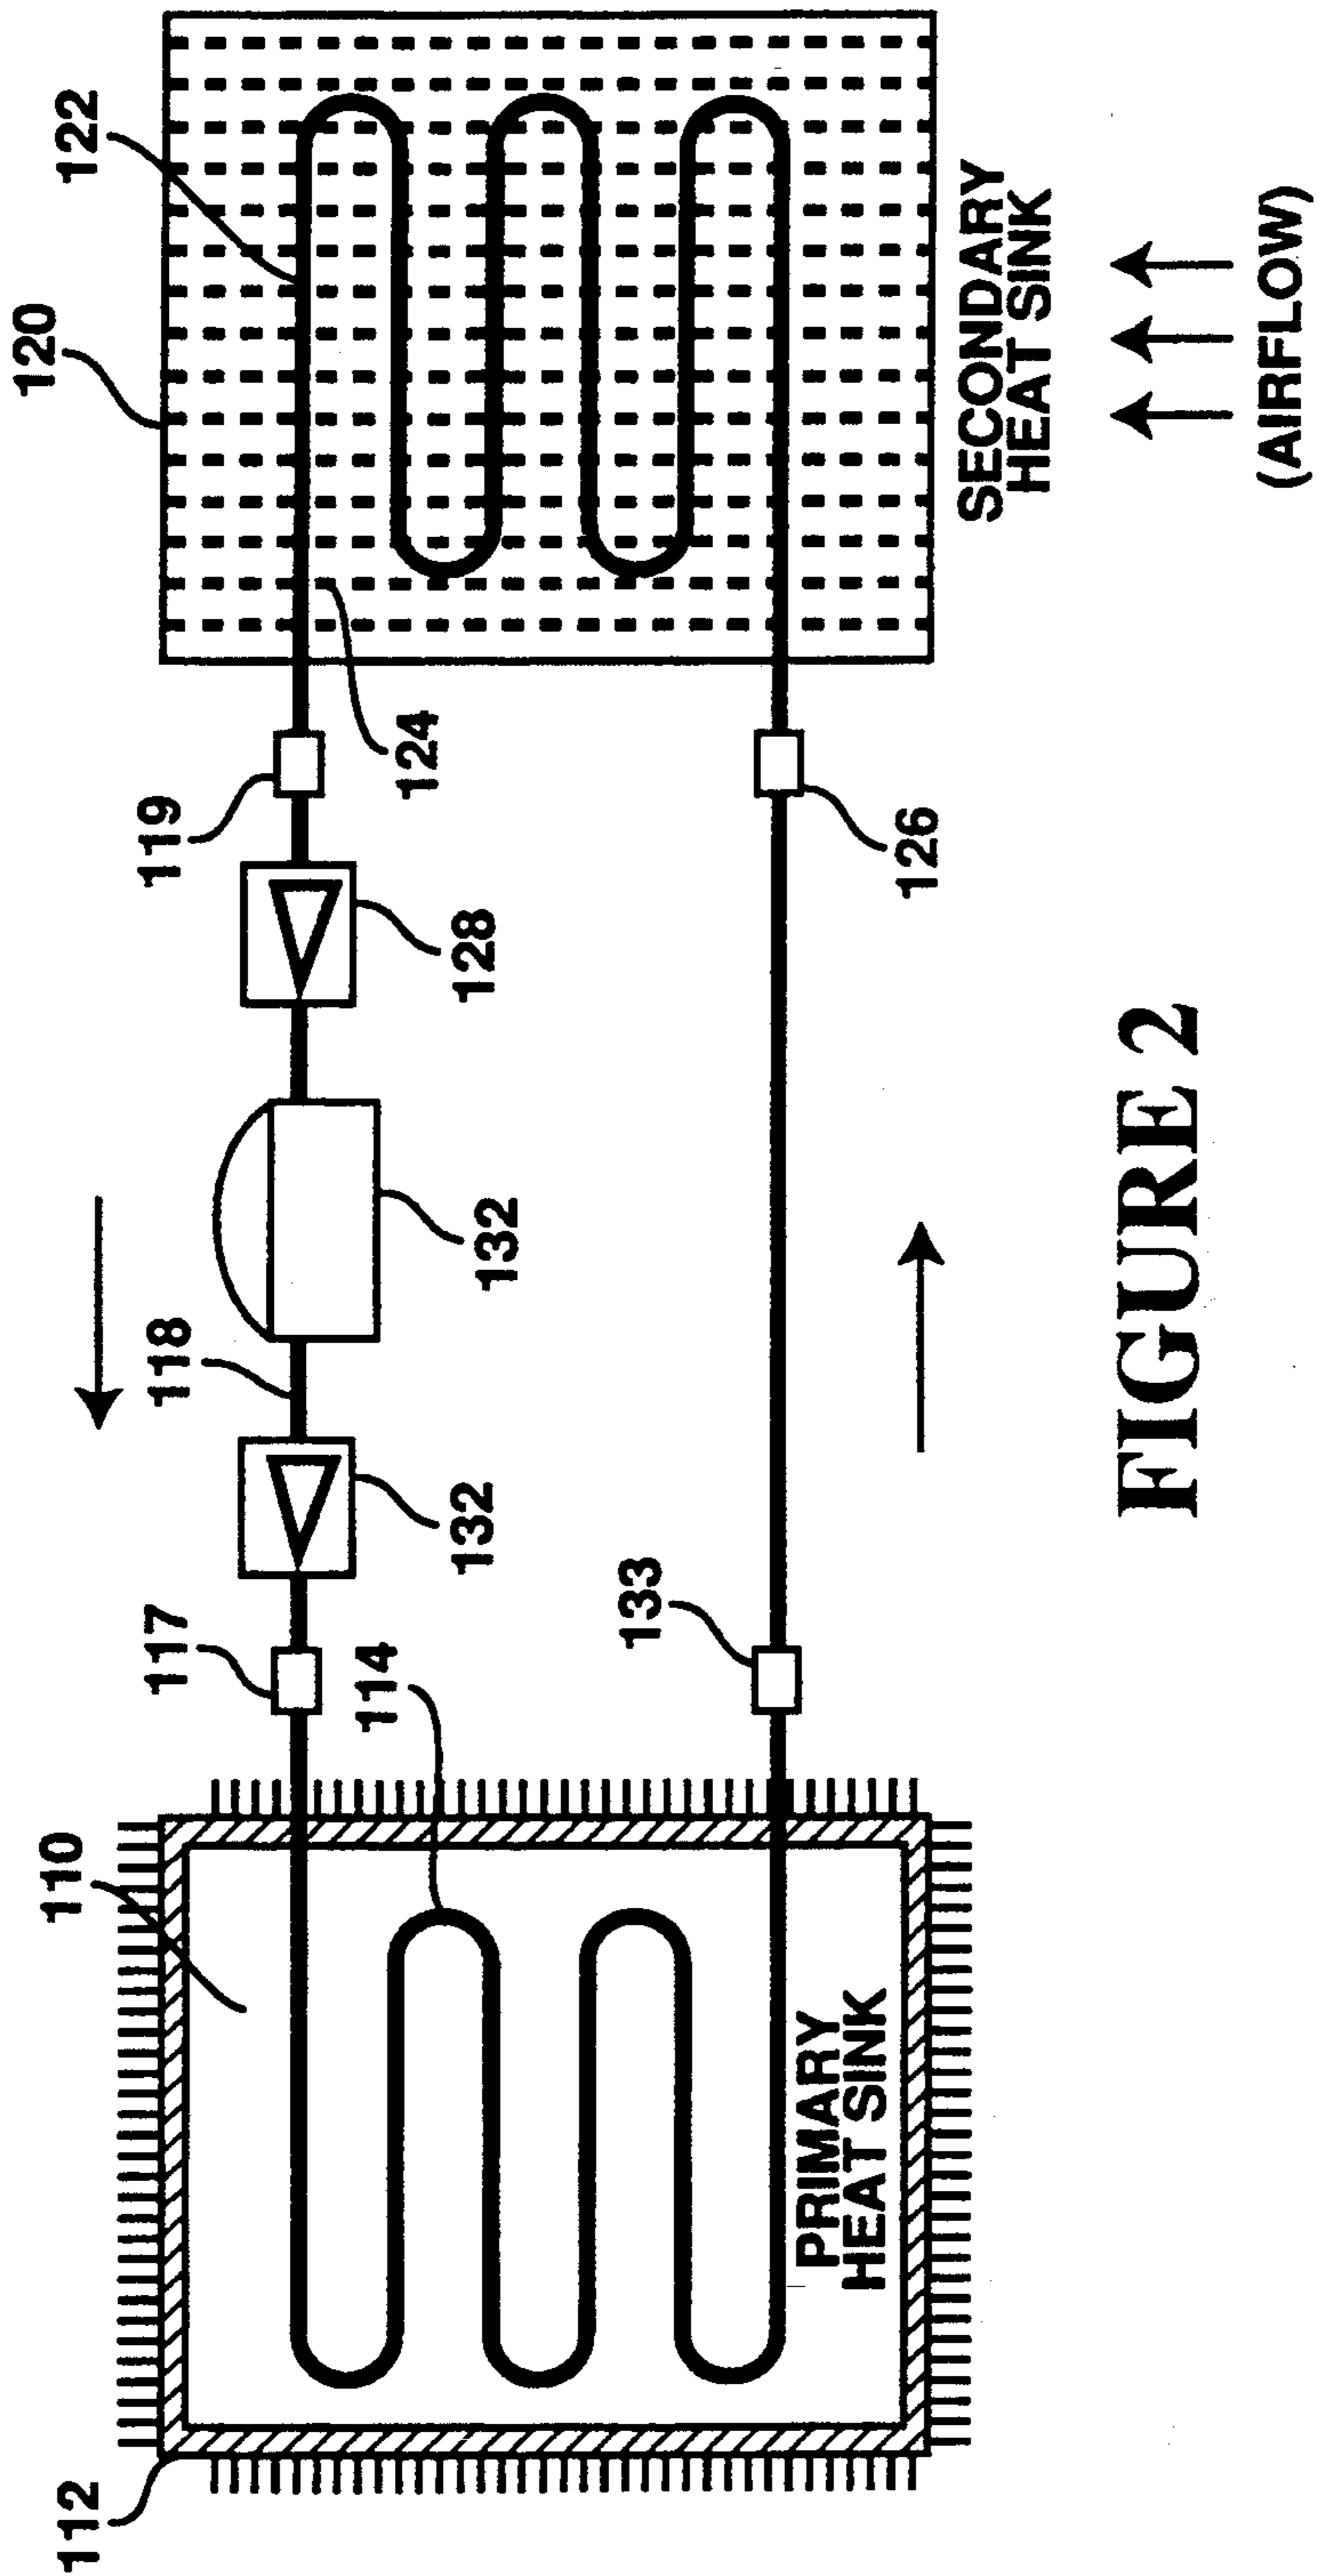 112
110
117
118
119
120
122
114
132
132
128
124
133
126
PRIMARY
HEAT SINK
SECONDARY
HEAT SINK
(AIRFLOW)
FIGURE 2